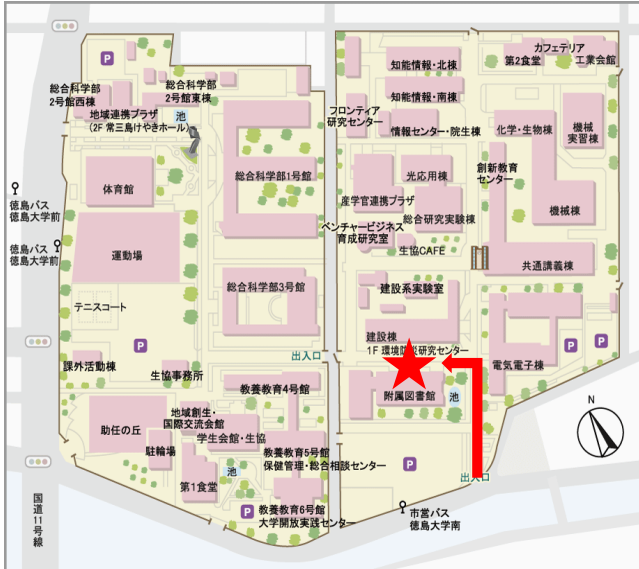 P
総合科学部
2号館西棟
総合科学部
2号館東棟
地域連携プラザ
(2F 常三島けやきホール)
池
体育館
総合科学部1号館
徳島バス
徳島大学前
徳島バス
徳島大学前
運動場
総合科学部3号館
テニスコート
P
課外活動棟
生協事務所
出入口
教養教育4号館
地域創生・
国際交流会館
助任の丘
学生会館・生協
駐輪場
教養教育5号館
保健管理・総合相談センター
池
第1食堂
P
教養教育6号館
大学開放実践センター
国道11号線
知能情報・北棟
カフェテリア
第2食堂
工業会館
知能情報・南棟
フロンティア
研究センター
情報センター・院生棟
化学・生物棟
機械
実習棟
光応用棟
創新教育
センター
産学官連携プラザ
総合研究実験棟
機械棟
ベンチャービジネス
育成研究室
生協CAFE
共通講義棟
建設系実験室
建設棟
1F 環境防災研究センター
P
P
電気電子棟
附属図書館
池
P
出入口
市営バス
徳島大学南
N